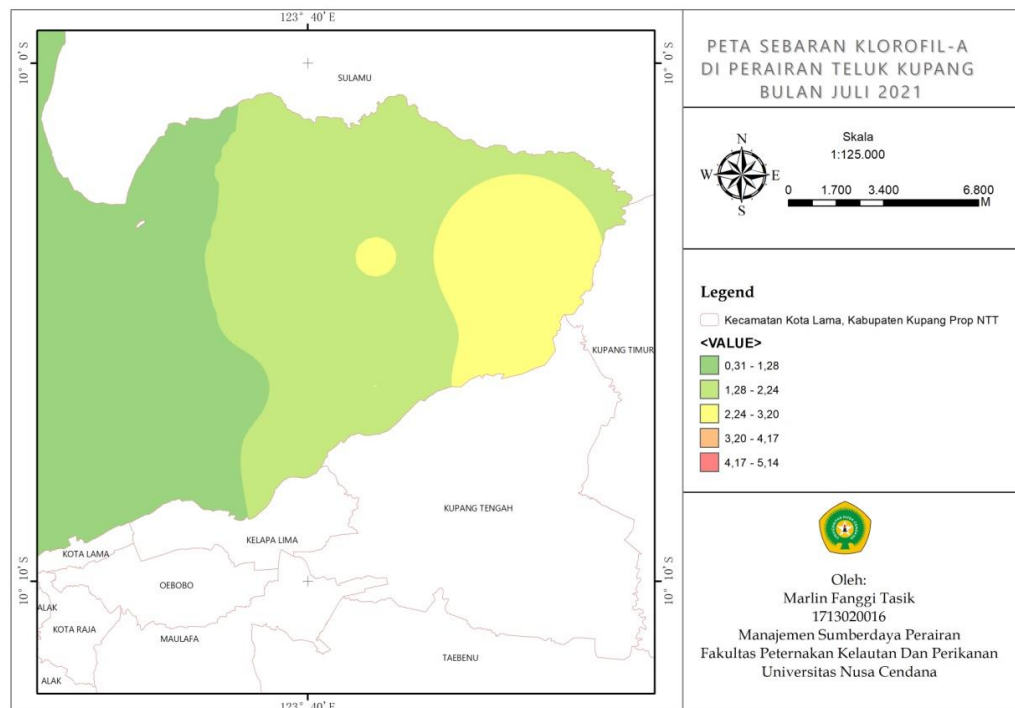 123° 40' E
10° 0' S
10° 0' S
SULAMU
KUPANG TIMUR
KUPANG TENGAH
KELAPA LIMA
KOTA LAMA
OEBOBO
10° 10' S
10° 10' S
ALAK
KOTA RAJA
MAULAFA
TAEBENU
ALAK
123° 40' E
PETA SEBARAN KLOROFIL-A
DI PERAIRAN TELUK KUPANG
BULAN JULI 2021
N
W E
S
Skala
1:125.000
0 1.700 3.400 6.800
M
Legend
Kecamatan Kota Lama, Kabupaten Kupang Prop NTT
<VALUE>
0,31 - 1,28
1,28 - 2,24
2,24 - 3,20
3,20 - 4,17
4,17 - 5,14
Oleh:
Marlin Fanggi Tasik
1713020016
Manajemen Sumberdaya Perairan
Fakultas Peternakan Kelautan Dan Perikanan
Universitas Nusa Cendana